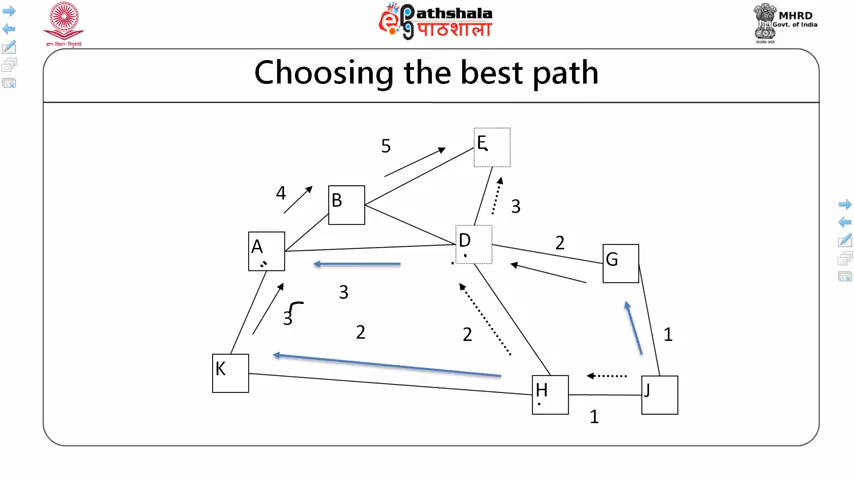 ePathshala
पाठशाला
MHRD
Govt. of India
Choosing the best path
5
E
4
B
3
A
D
2
G
3
3
2
2
1
K
H
J
1